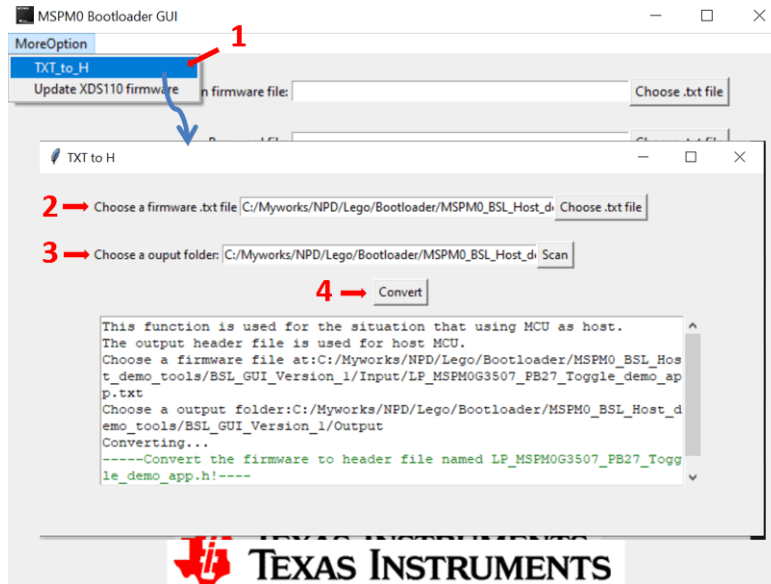 MSPM0 Bootloader GUI
MoreOption
1
TXT_to_H
Update XDS110 firmware
n firmware file:
Choose .txt file
TXT to H
2
Choose a firmware .txt file
C:/Myworks/NPD/Lego/Bootloader/MSPM0_BSL_Host_d
Choose .txt file
3
Choose a ouput folder:
C:/Myworks/NPD/Lego/Bootloader/MSPM0_BSL_Host_d
Scan
4
Convert
This function is used for the situation that using MCU as host.
The output header file is used for host MCU.
Choose a firmware file at:C:/Myworks/NPD/Lego/Bootloader/MSPM0_BSL_Hos
t_demo_tools/BSL_GUI_Version_1/Input/LP_MSPM0G3507_PB27_Toggle_demo_ap
p.txt
Choose a output folder:C:/Myworks/NPD/Lego/Bootloader/MSPM0_BSL_Host_d
emo_tools/BSL_GUI_Version_1/Output
Converting...
-----Convert the firmware to header file named LP_MSPM0G3507_PB27_Togg
le_demo_app.h!----
TEXAS INSTRUMENTS
TEXAS INSTRUMENTS